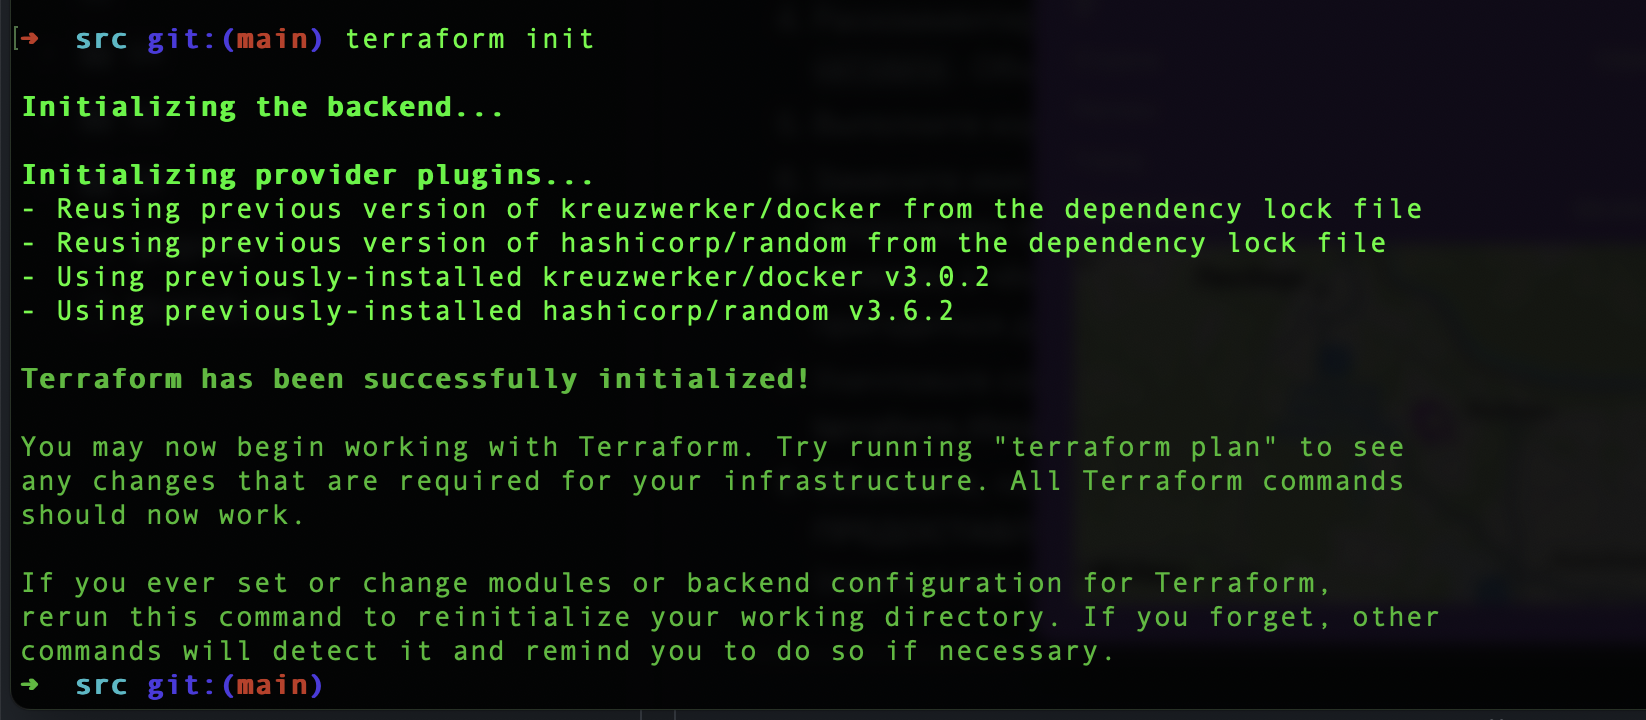 [➜  src git:(main) terraform init
Initializing the backend...
Initializing provider plugins...
- Reusing previous version of kreuzwerker/docker from the dependency lock file
- Reusing previous version of hashicorp/random from the dependency lock file
- Using previously-installed kreuzwerker/docker v3.0.2
- Using previously-installed hashicorp/random v3.6.2
Terraform has been successfully initialized!
You may now begin working with Terraform. Try running "terraform plan" to see
any changes that are required for your infrastructure. All Terraform commands
should now work.
If you ever set or change modules or backend configuration for Terraform,
rerun this command to reinitialize your working directory. If you forget, other
commands will detect it and remind you to do so if necessary.
➜  src git:(main)